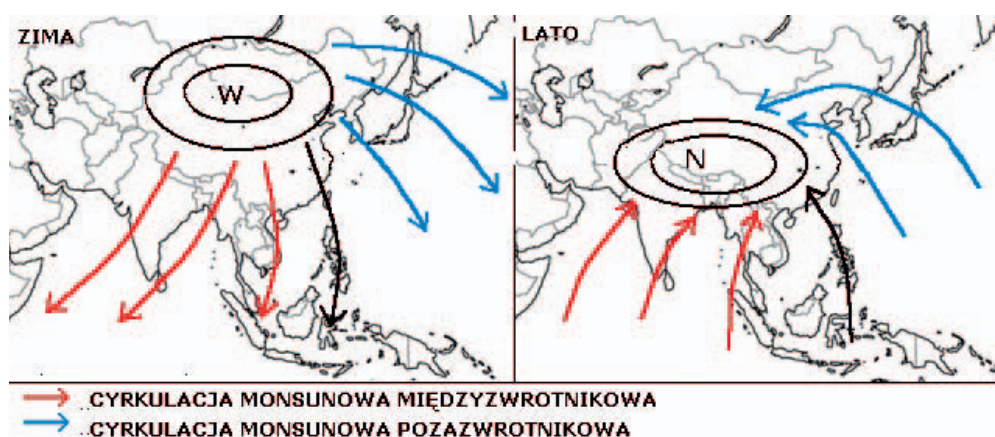 ZIMA
LATO
W
N
CYRKULACJA MONSUNOWA MIĘDZYZWROTNIKOWA
CYRKULACJA MONSUNOWA POZAZWROTNIKOWA